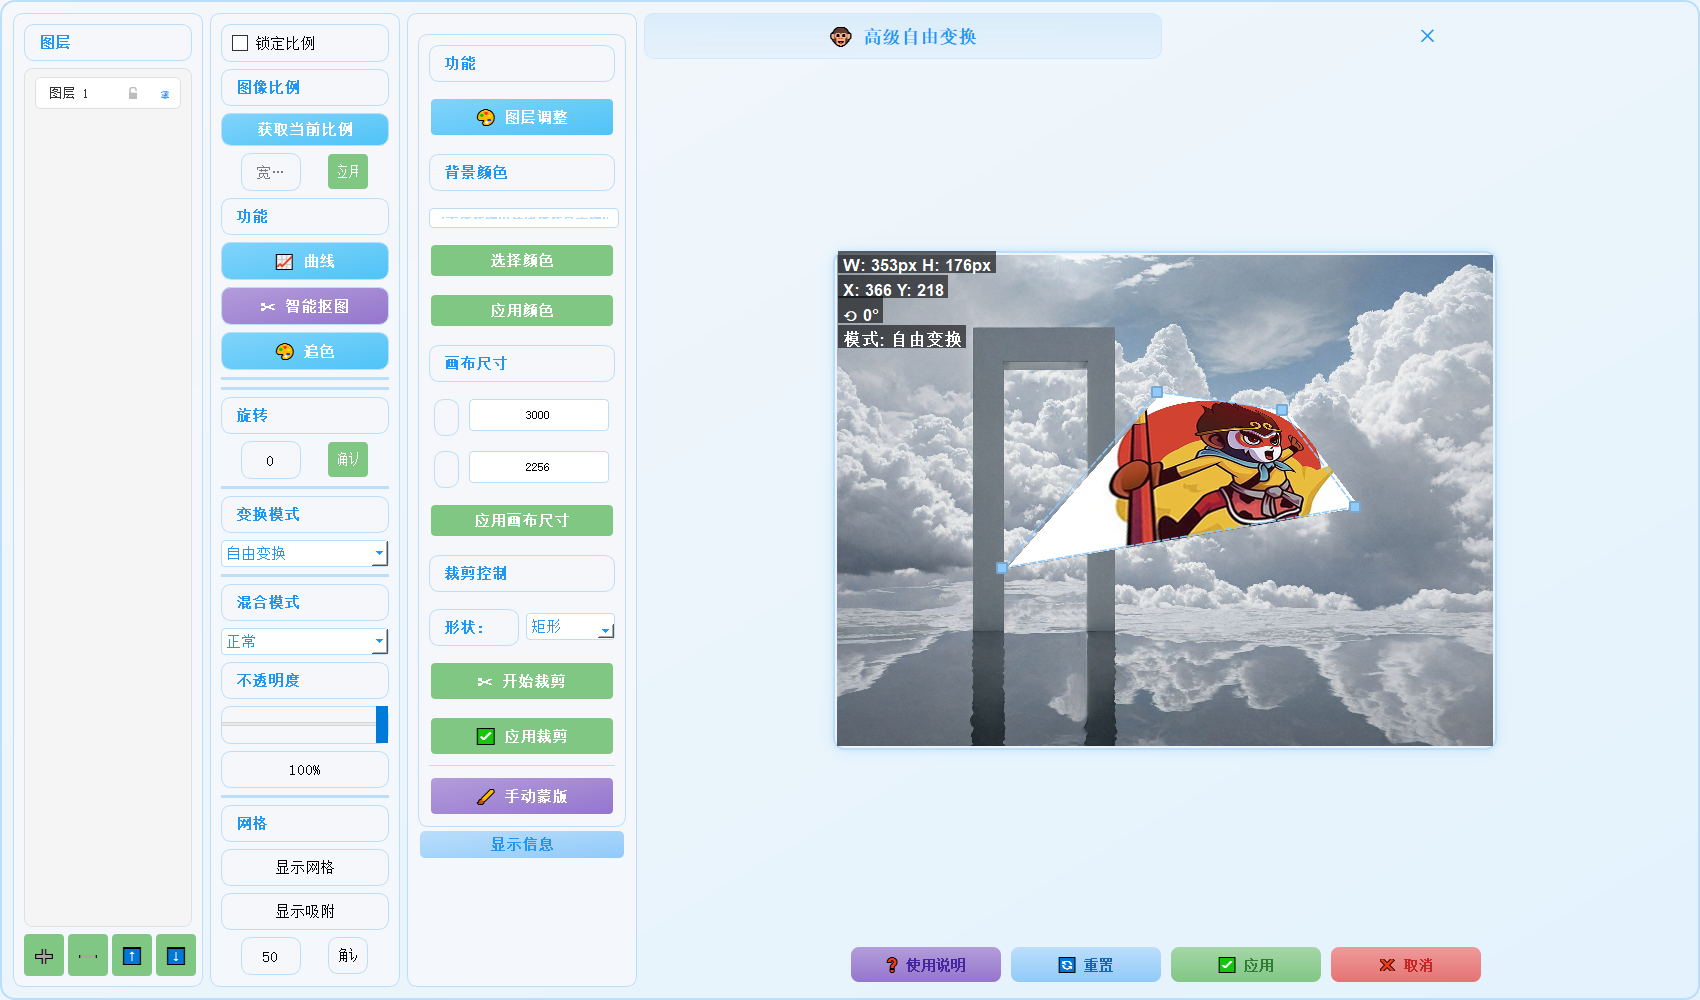 图层
图层 1
锁定比例
图像比例
获取当前比例
宽…
应用
功能
曲线
智能抠图
追色
旋转
0
确认
变换模式
自由变换
混合模式
正常
不透明度
100%
网格
显示网格
显示吸附
50
功能
图层调整
背景颜色
选择颜色
应用颜色
画布尺寸
3000
2256
应用画布尺寸
裁剪控制
形状:
矩形
开始裁剪
应用裁剪
手动蒙版
显示信息
高级自由变换
W: 353px H: 176px
X: 366 Y: 218
⟲ 0°
模式: 自由变换
使用说明
重置
应用
取消